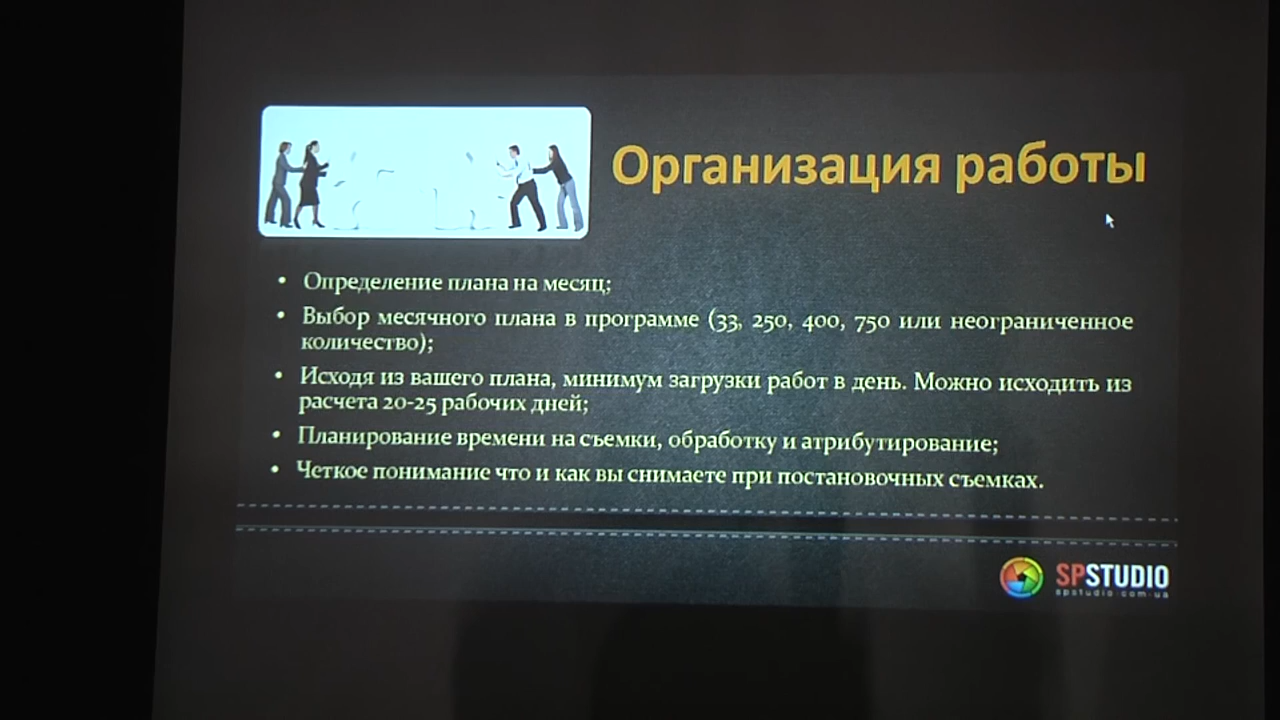 Организация работы
• Определение плана на месяц;
• Выбор месячного плана в программе (33, 250, 400, 750 или неограниченное
количество);
• Исходя из вашего плана, минимум загрузки работ в день. Можно исходить из
расчета 20-25 рабочих дней;
• Планирование времени на съемки, обработку и атрибутирование;
• Четкое понимание что и как вы снимаете при постановочных съемках.
SPSTUDIO
spstudio.com.ua